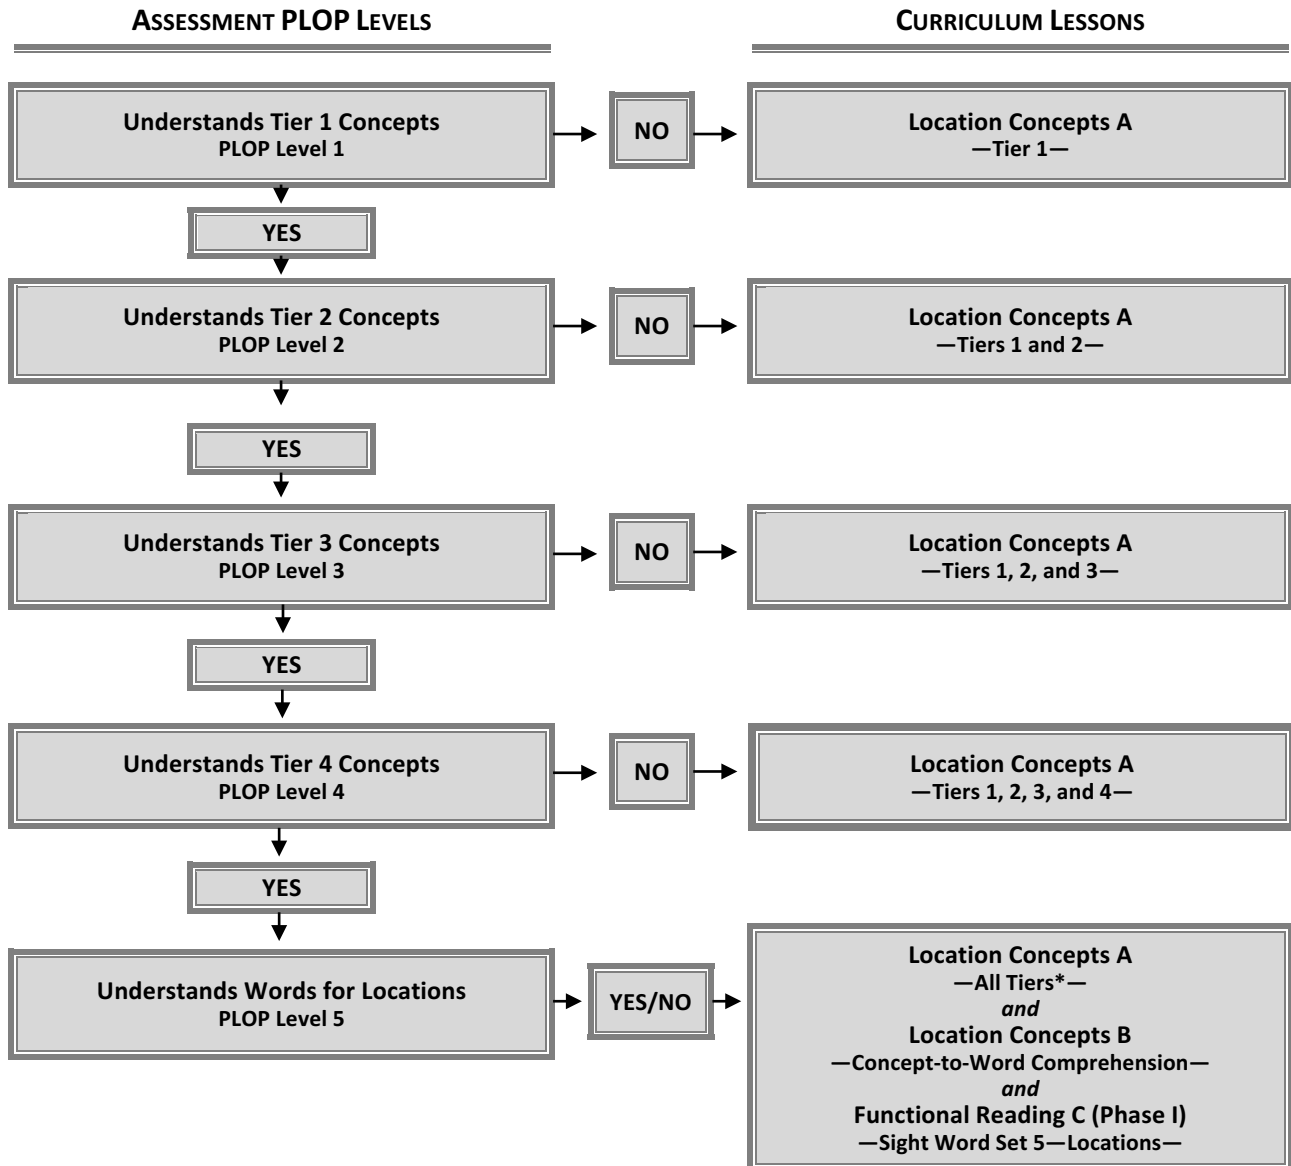 ASSESSMENT PLOP LEVELS
CURRICULUM LESSONS
Understands Tier 1 Concepts
PLOP Level 1
NO
Location Concepts A
—Tier 1—
YES
Understands Tier 2 Concepts
PLOP Level 2
NO
Location Concepts A
—Tiers 1 and 2—
YES
Understands Tier 3 Concepts
PLOP Level 3
NO
Location Concepts A
—Tiers 1, 2, and 3—
YES
Understands Tier 4 Concepts
PLOP Level 4
NO
Location Concepts A
—Tiers 1, 2, 3, and 4—
YES
Understands Words for Locations
PLOP Level 5
YES/NO
Location Concepts A
—All Tiers*—
and
Location Concepts B
—Concept-to-Word Comprehension—
and
Functional Reading C (Phase I)
—Sight Word Set 5—Locations—